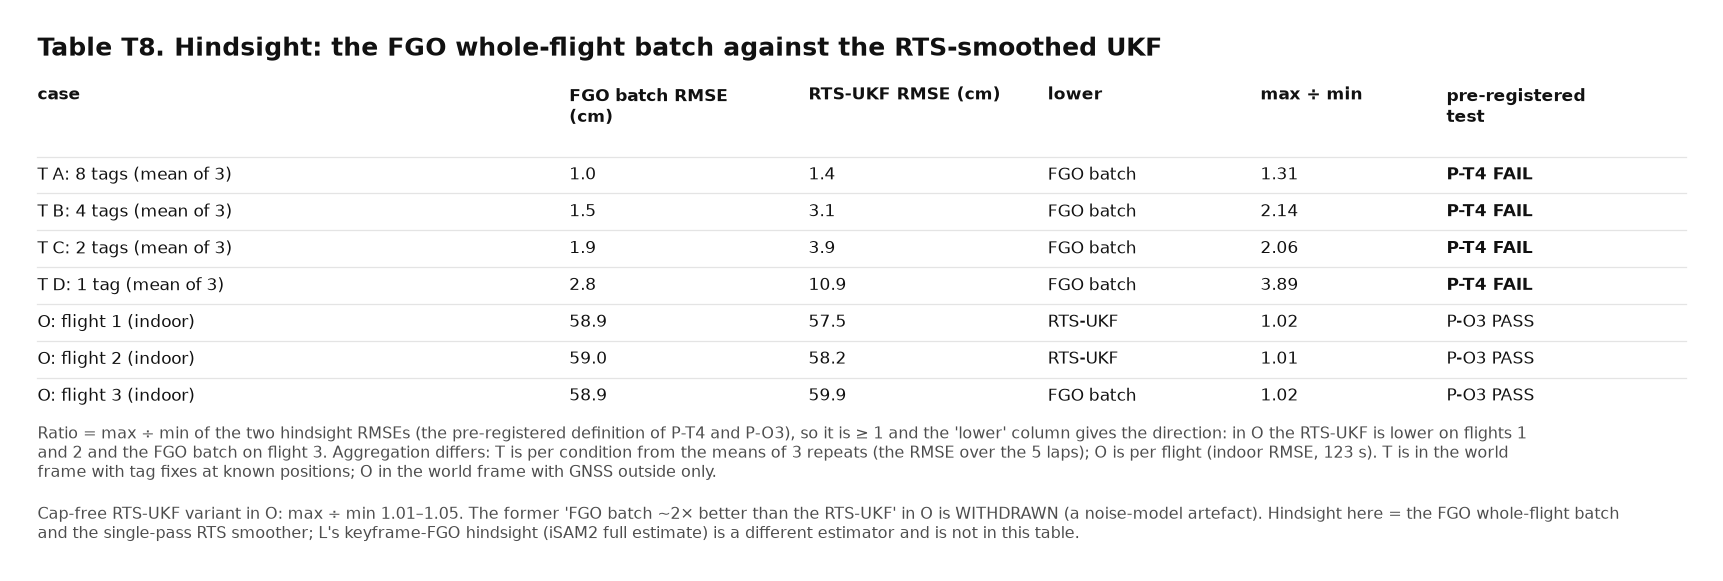 Table T8. Hindsight: the FGO whole-flight batch against the RTS-smoothed UKF
case FGO batch RMSE (cm) RTS-UKF RMSE (cm) lower max ÷ min pre-registered test
T A: 8 tags (mean of 3) 1.0 1.4 FGO batch 1.31 P-T4 FAIL
T B: 4 tags (mean of 3) 1.5 3.1 FGO batch 2.14 P-T4 FAIL
T C: 2 tags (mean of 3) 1.9 3.9 FGO batch 2.06 P-T4 FAIL
T D: 1 tag (mean of 3) 2.8 10.9 FGO batch 3.89 P-T4 FAIL
O: flight 1 (indoor) 58.9 57.5 RTS-UKF 1.02 P-O3 PASS
O: flight 2 (indoor) 59.0 58.2 RTS-UKF 1.01 P-O3 PASS
O: flight 3 (indoor) 58.9 59.9 FGO batch 1.02 P-O3 PASS
Ratio = max ÷ min of the two hindsight RMSEs (the pre-registered definition of P-T4 and P-O3), so it is ≥ 1 and the 'lower' column gives the direction: in O the RTS-UKF is lower on flights 1
and 2 and the FGO batch on flight 3. Aggregation differs: T is per condition from the means of 3 repeats (the RMSE over the 5 laps); O is per flight (indoor RMSE, 123 s). T is in the world
frame with tag fixes at known positions; O in the world frame with GNSS outside only.
Cap-free RTS-UKF variant in O: max ÷ min 1.01–1.05. The former 'FGO batch ~2× better than the RTS-UKF' in O is WITHDRAWN (a noise-model artefact). Hindsight here = the FGO whole-flight batch
and the single-pass RTS smoother; L's keyframe-FGO hindsight (iSAM2 full estimate) is a different estimator and is not in this table.